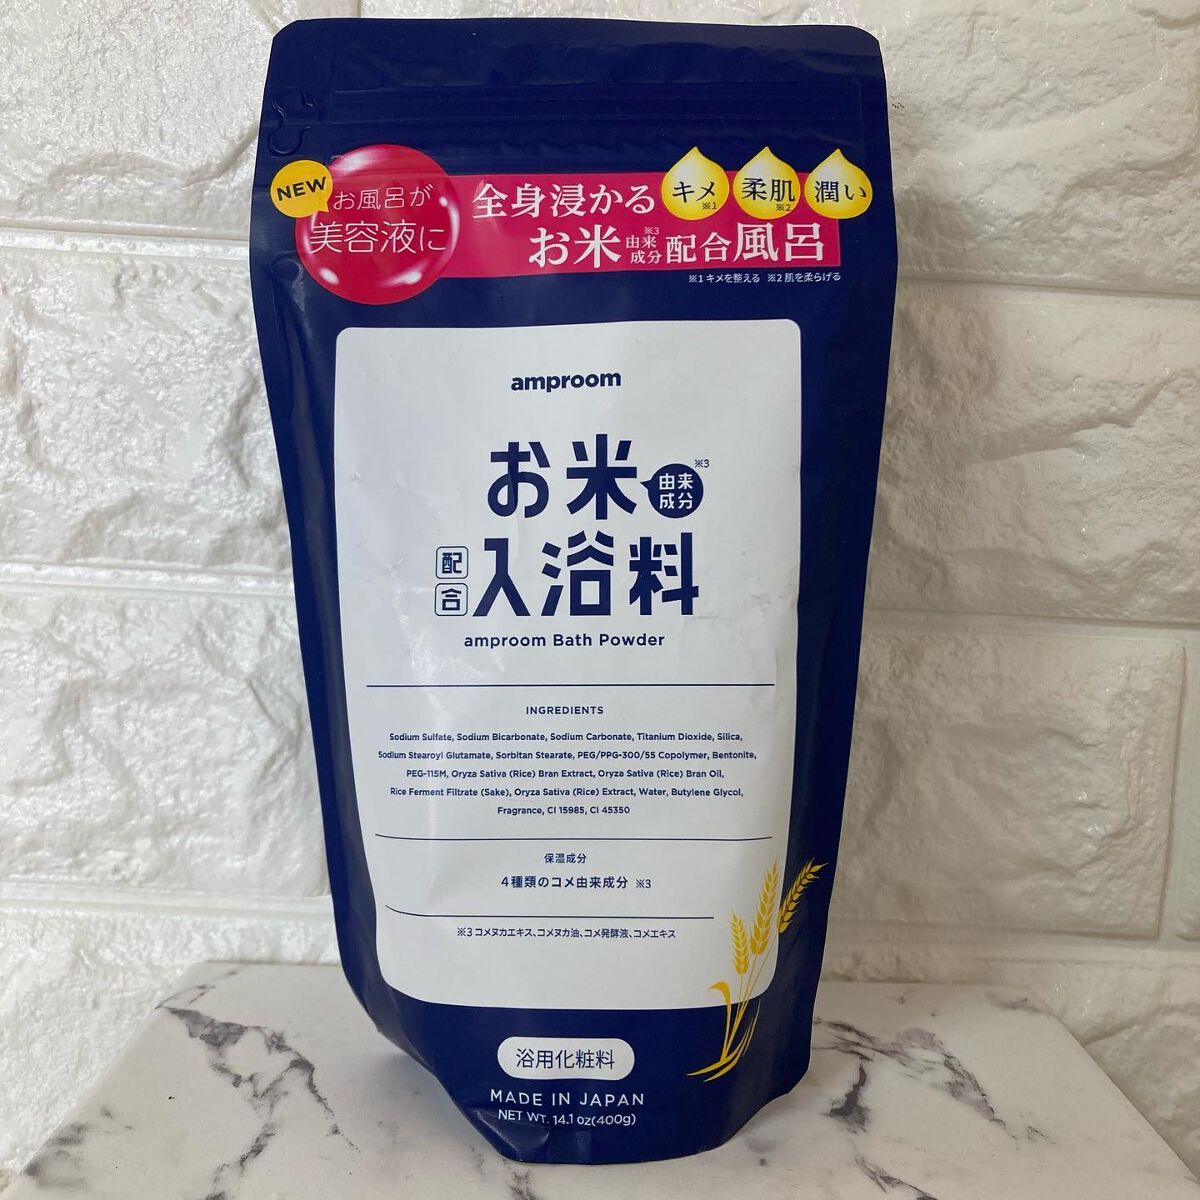 NEW
お風呂が
美容液に
全身浸かる
キメ※1
柔肌※2
潤い
お米由来成分※3配合風呂
※1 キメを整える ※2 肌を柔らげる
amproom
お米由来成分※3
配合入浴料
amproom Bath Powder
INGREDIENTS
Sodium Sulfate, Sodium Bicarbonate, Sodium Carbonate, Titanium Dioxide, Silica,
Sodium Stearoyl Glutamate, Sorbitan Stearate, PEG/PPG-300/55 Copolymer, Bentonite,
PEG-115M, Oryza Sativa (Rice) Bran Extract, Oryza Sativa (Rice) Bran Oil,
Rice Ferment Filtrate (Sake), Oryza Sativa (Rice) Extract, Water, Butylene Glycol,
Fragrance, CI 15985, CI 45350
保湿成分
4種類のコメ由来成分 ※3
※3 コメヌカエキス、コメヌカ油、コメ発酵液、コメエキス
浴用化粧料
MADE IN JAPAN
NET WT. 14.1 oz(400g)